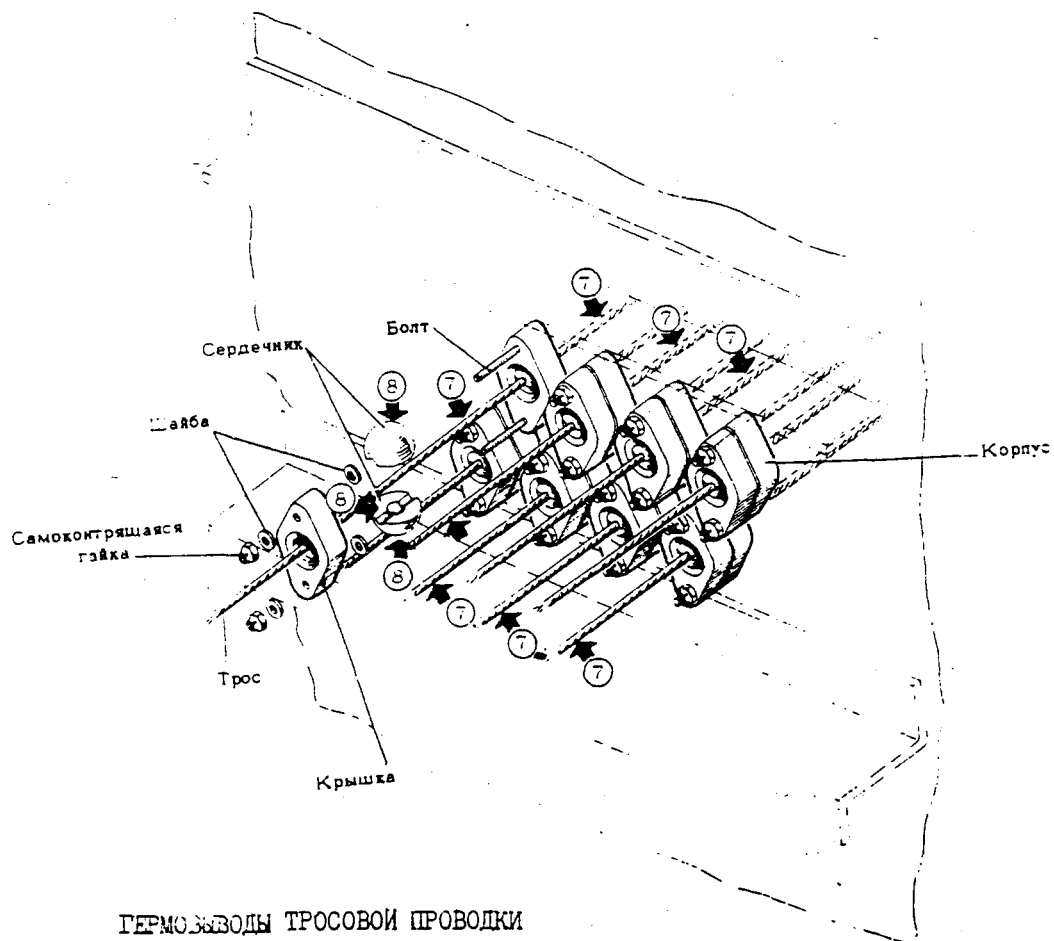 7
7
7
Болт
Сердечник
8
7
Шайба
Корпус
8
Самоконтрящаяся
гайка
8
7
7
7
Трос
Крышка
ГЕРМОВЫВОДЫ ТРОСОВОЙ ПРОВОДКИ